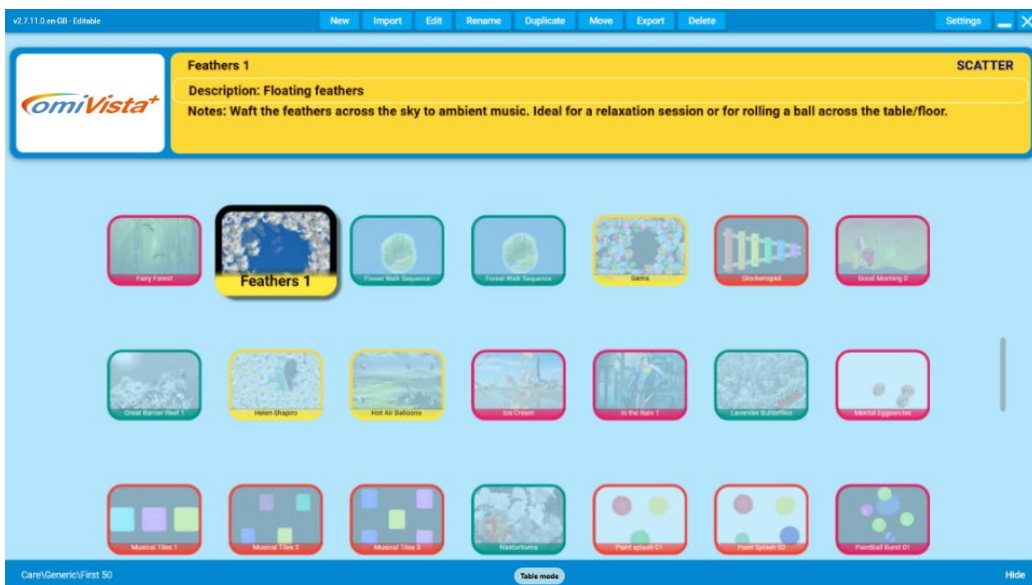 v2.7.11.0.en-GB - Editable
New Import Edit Rename Duplicate Move Export Delete
Settings
omiVista+
Feathers 1
SCATTER
Description: Floating feathers
Notes: Waft the feathers across the sky to ambient music. Ideal for a relaxation session or for rolling a ball across the table/floor.
Fairy Forest
Feathers 1
Flower Walk Sequence
Flower Walk Sequence
Gems
Glockenspiel
Good Morning 0
Great Barrier Reef 1
Helen Shapiro
Hot Air Balloons
Ice Cream
In the Rain 1
Lavender Butterflies
Mental Eggsercise
Musical Tiles 1
Musical Tiles 2
Musical Tiles 3
Nasturtiums
Paint splash 01
Paint Splash 02
PaintBall Burst 01
Care\Generic\First 50
Table mode
Hide